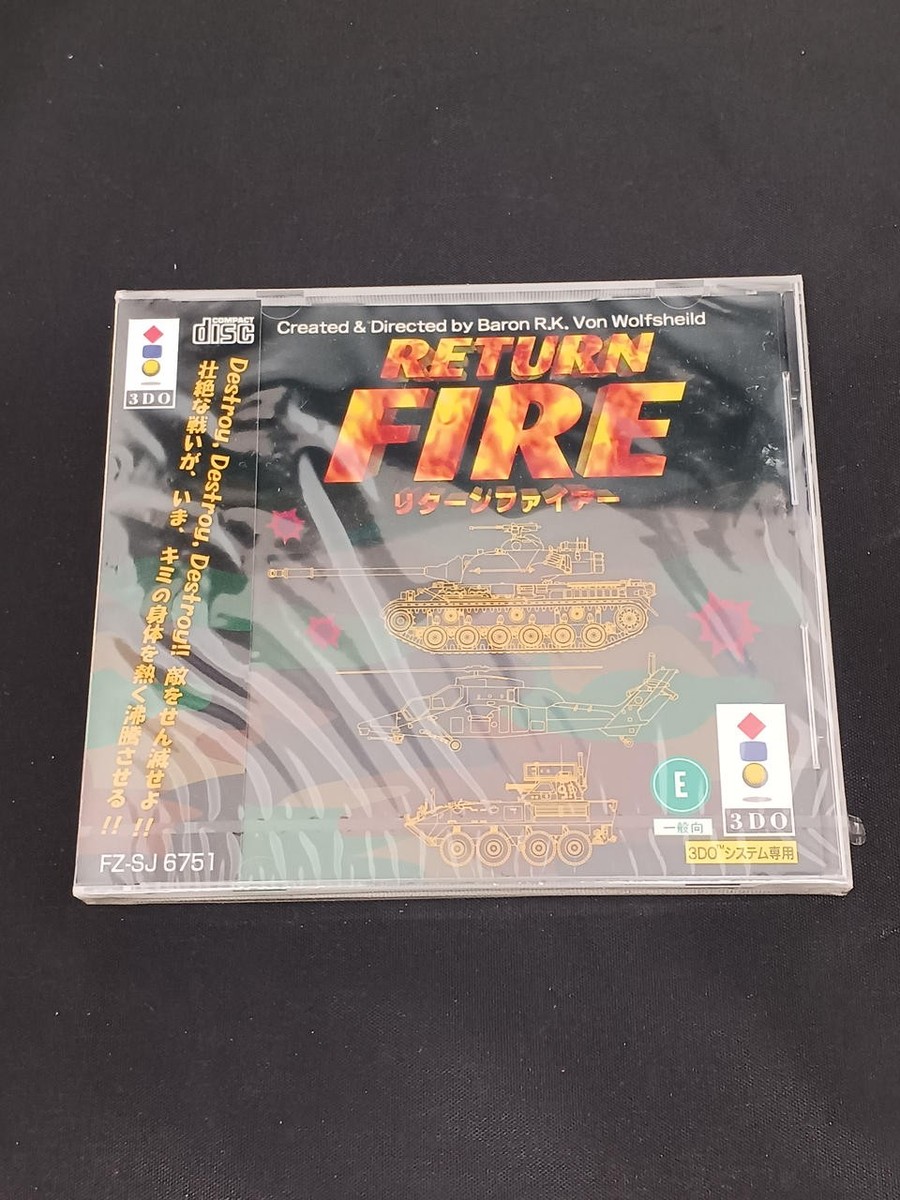 COMPACT
disc
3DO
Destroy, Destroy, Destroy!! 敵をせん滅せよ!!
壮絶な戦いが、いま、キミの身体を熱く沸騰させる!!
FZ-SJ 6751
Created & Directed by Baron R.K. Von Wolfsheild
RETURN
FIRE
リターンファイアー
E
一般向
3DO
3DO™システム専用